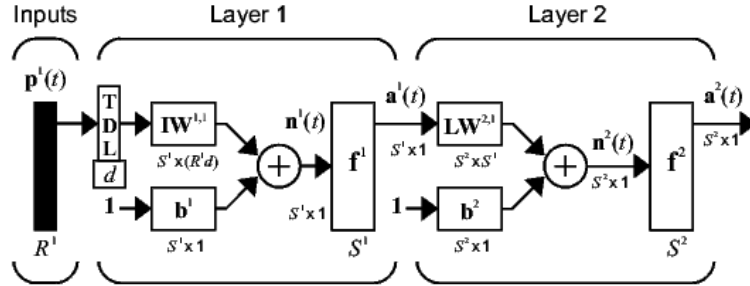 Inputs
Layer 1
Layer 2
p¹(t)
a¹(t)
a²(t)
TDL
d
IW¹,¹
n¹(t)
f¹
LW²,¹
n²(t)
f²
S¹x(R¹d)
S¹x1
S²xS¹
S²x1
S²x1
1
b¹
S¹x1
1
b²
R¹
S¹x1
S¹
S²x1
S²